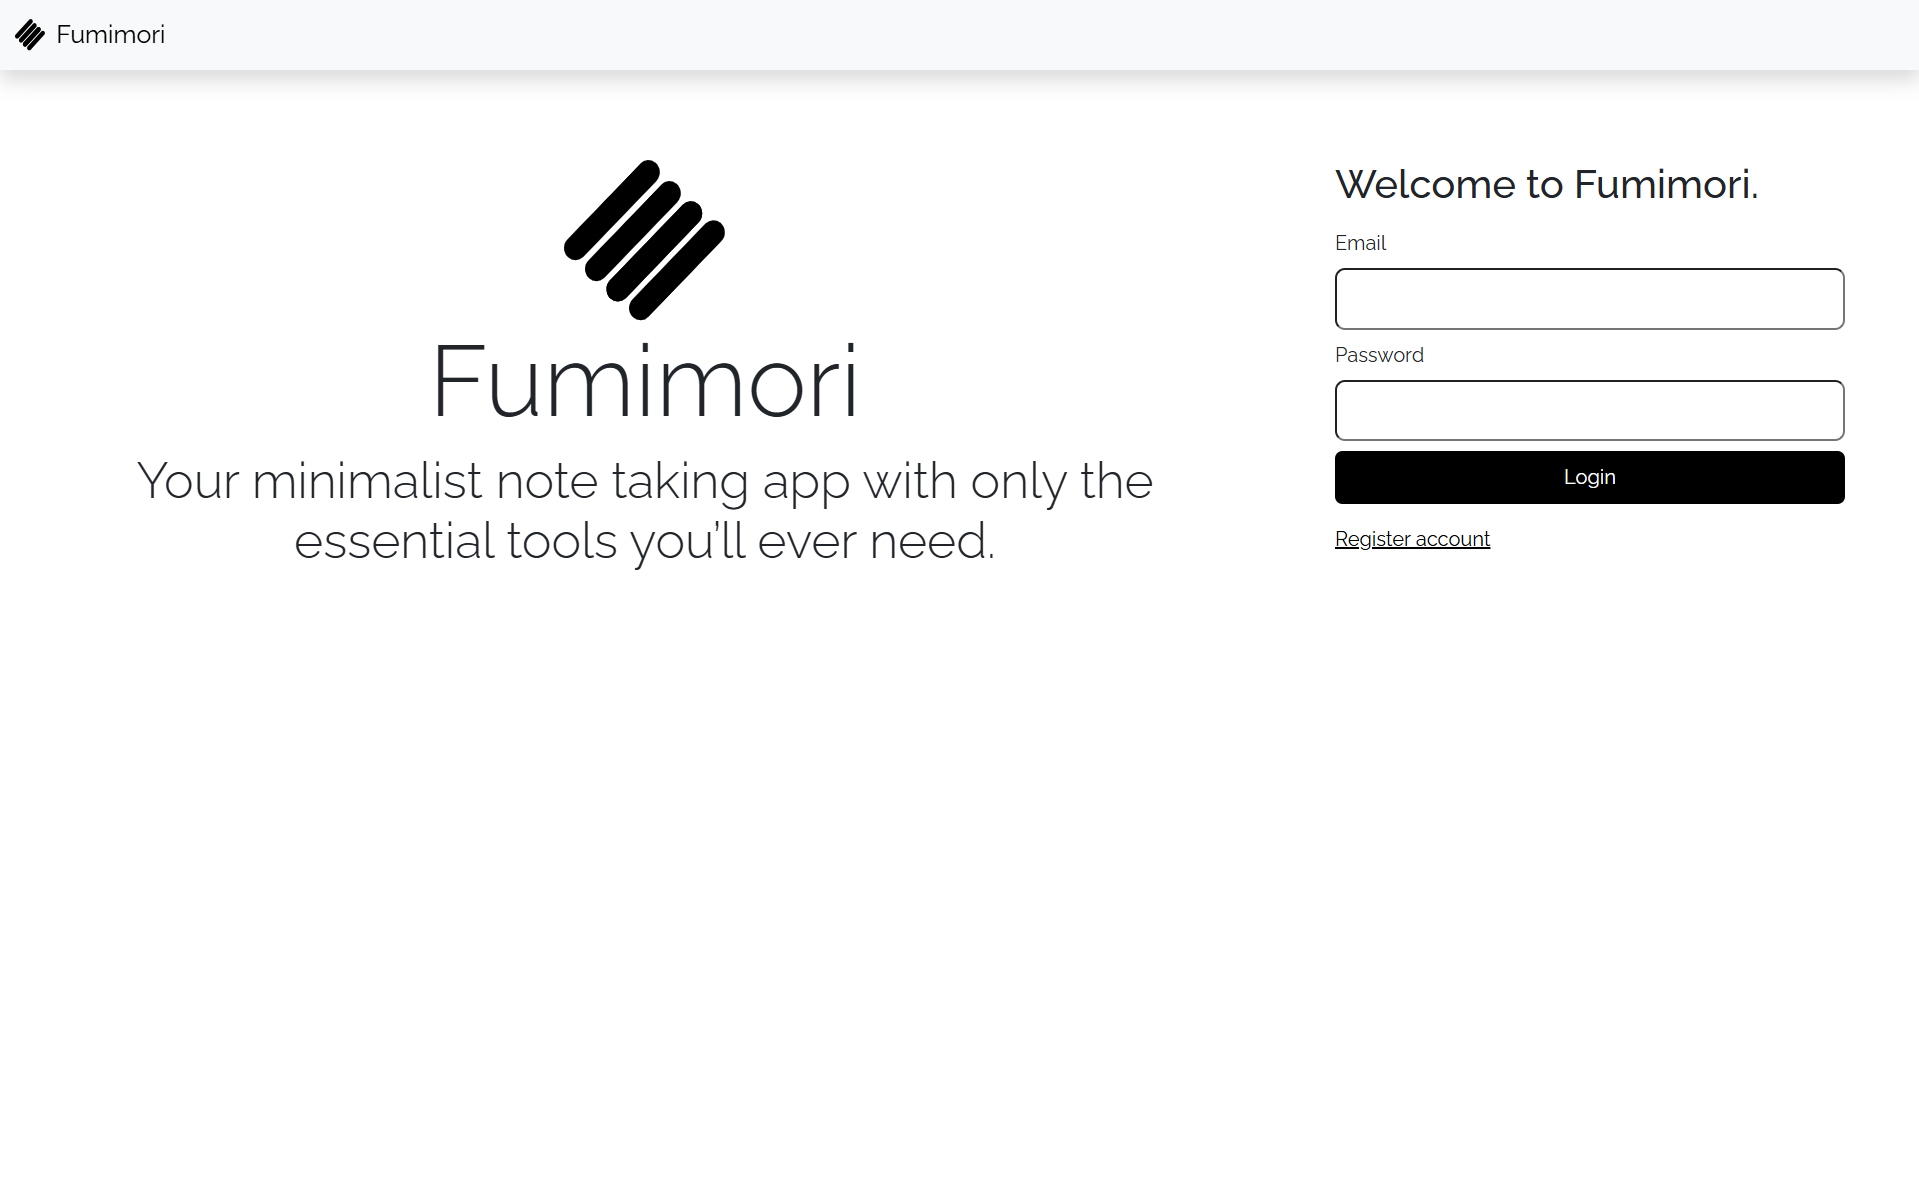 Fumimori
Fumimori
Your minimalist note taking app with only the
essential tools you'll ever need.
Welcome to Fumimori.
Email
Password
Login
Register account